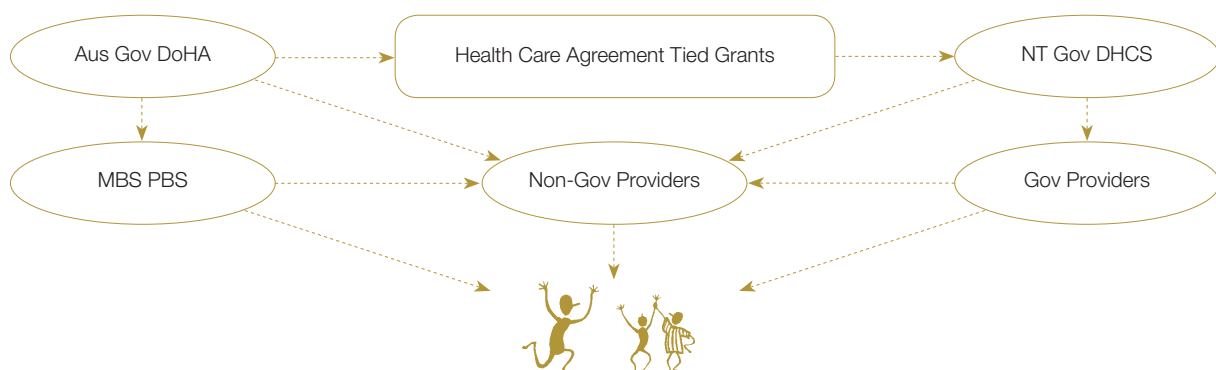 Aus Gov DoHA
Health Care Agreement Tied Grants
NT Gov DHCS
MBS PBS
Non-Gov Providers
Gov Providers